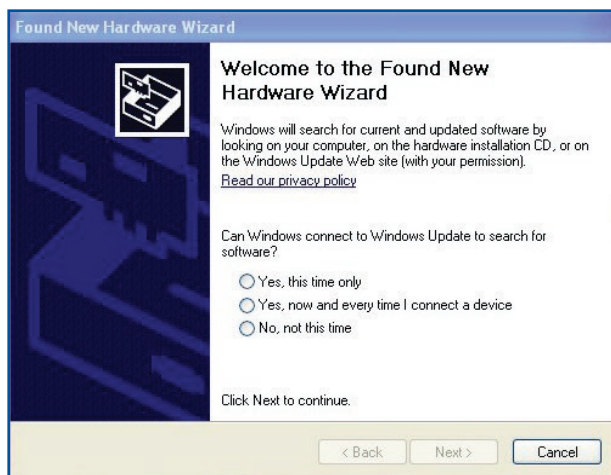 Found New Hardware Wizard
Welcome to the Found New
Hardware Wizard
Windows will search for current and updated software by
looking on your computer, on the hardware installation CD, or on
the Windows Update Web site (with your permission).
Read our privacy policy
Can Windows connect to Windows Update to search for
software?
Yes, this time only
Yes, now and every time I connect a device
No, not this time
Click Next to continue.
< Back Next > Cancel